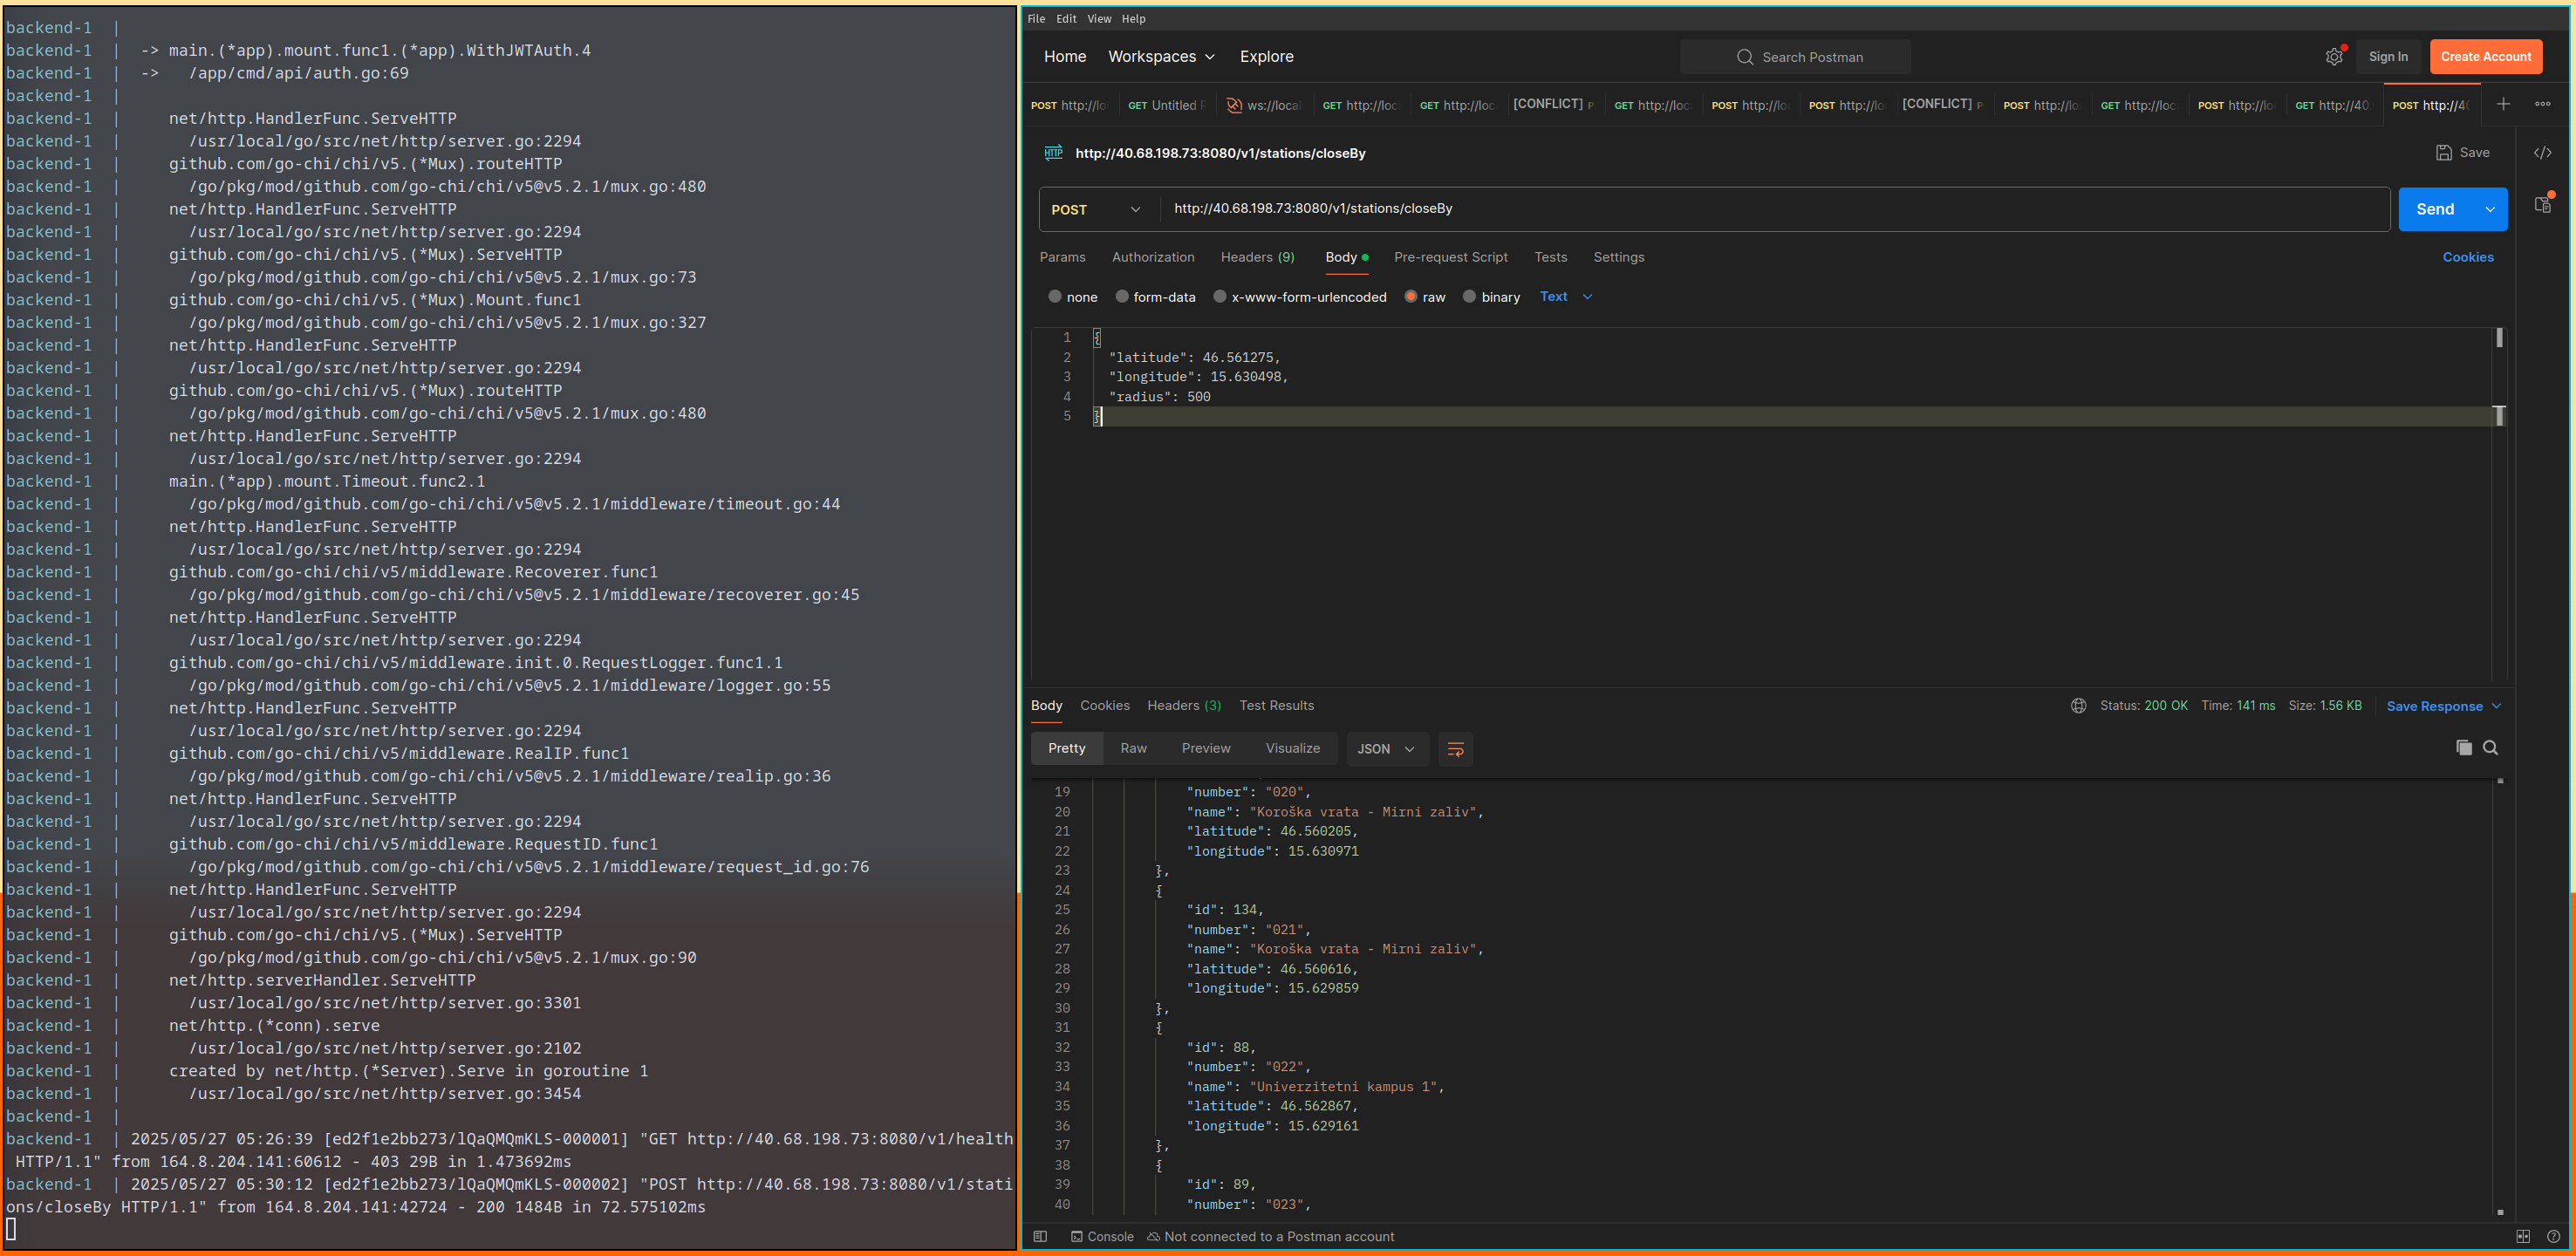 backend-1  |
backend-1  |  -> main.(*app).mount.func1.(*app).WithJWTAuth.4
backend-1  |  ->   /app/cmd/api/auth.go:69
backend-1  |
backend-1  |     net/http.HandlerFunc.ServeHTTP
backend-1  |       /usr/local/go/src/net/http/server.go:2294
backend-1  |     github.com/go-chi/chi/v5.(*Mux).routeHTTP
backend-1  |       /go/pkg/mod/github.com/go-chi/chi/v5@v5.2.1/mux.go:480
backend-1  |     net/http.HandlerFunc.ServeHTTP
backend-1  |       /usr/local/go/src/net/http/server.go:2294
backend-1  |     github.com/go-chi/chi/v5.(*Mux).ServeHTTP
backend-1  |       /go/pkg/mod/github.com/go-chi/chi/v5@v5.2.1/mux.go:73
backend-1  |     github.com/go-chi/chi/v5.(*Mux).Mount.func1
backend-1  |       /go/pkg/mod/github.com/go-chi/chi/v5@v5.2.1/mux.go:327
backend-1  |     net/http.HandlerFunc.ServeHTTP
backend-1  |       /usr/local/go/src/net/http/server.go:2294
backend-1  |     github.com/go-chi/chi/v5.(*Mux).routeHTTP
backend-1  |       /go/pkg/mod/github.com/go-chi/chi/v5@v5.2.1/mux.go:480
backend-1  |     net/http.HandlerFunc.ServeHTTP
backend-1  |       /usr/local/go/src/net/http/server.go:2294
backend-1  |     main.(*app).mount.Timeout.func2.1
backend-1  |       /go/pkg/mod/github.com/go-chi/chi/v5@v5.2.1/middleware/timeout.go:44
backend-1  |     net/http.HandlerFunc.ServeHTTP
backend-1  |       /usr/local/go/src/net/http/server.go:2294
backend-1  |     github.com/go-chi/chi/v5/middleware.Recoverer.func1
backend-1  |       /go/pkg/mod/github.com/go-chi/chi/v5@v5.2.1/middleware/recoverer.go:45
backend-1  |     net/http.HandlerFunc.ServeHTTP
backend-1  |       /usr/local/go/src/net/http/server.go:2294
backend-1  |     github.com/go-chi/chi/v5/middleware.init.0.RequestLogger.func1.1
backend-1  |       /go/pkg/mod/github.com/go-chi/chi/v5@v5.2.1/middleware/logger.go:55
backend-1  |     net/http.HandlerFunc.ServeHTTP
backend-1  |       /usr/local/go/src/net/http/server.go:2294
backend-1  |     github.com/go-chi/chi/v5/middleware.RealIP.func1
backend-1  |       /go/pkg/mod/github.com/go-chi/chi/v5@v5.2.1/middleware/realip.go:36
backend-1  |     net/http.HandlerFunc.ServeHTTP
backend-1  |       /usr/local/go/src/net/http/server.go:2294
backend-1  |     github.com/go-chi/chi/v5/middleware.RequestID.func1
backend-1  |       /go/pkg/mod/github.com/go-chi/chi/v5@v5.2.1/middleware/request_id.go:76
backend-1  |     net/http.HandlerFunc.ServeHTTP
backend-1  |       /usr/local/go/src/net/http/server.go:2294
backend-1  |     github.com/go-chi/chi/v5.(*Mux).ServeHTTP
backend-1  |       /go/pkg/mod/github.com/go-chi/chi/v5@v5.2.1/mux.go:90
backend-1  |     net/http.serverHandler.ServeHTTP
backend-1  |       /usr/local/go/src/net/http/server.go:3301
backend-1  |     net/http.(*conn).serve
backend-1  |       /usr/local/go/src/net/http/server.go:2102
backend-1  |     created by net/http.(*Server).Serve in goroutine 1
backend-1  |       /usr/local/go/src/net/http/server.go:3454
backend-1  |
backend-1  | 2025/05/27 05:26:39 [ed2f1e2bb273/lQaQMQmKLS-000001] "GET http://40.68.198.73:8080/v1/health
 HTTP/1.1" from 164.8.204.141:60612 - 403 29B in 1.473692ms
backend-1  | 2025/05/27 05:30:12 [ed2f1e2bb273/lQaQMQmKLS-000002] "POST http://40.68.198.73:8080/v1/stati
ons/closeBy HTTP/1.1" from 164.8.204.141:42724 - 200 1484B in 72.575102ms
File Edit View Help
Home Workspaces Explore Search Postman Sign In Create Account
POST http://lo GET Untitled R ws://loca GET http://loc GET http://loc [CONFLICT] P GET http://loc POST http://lo POST http://lo [CONFLICT] P POST http://lo GET http://loc POST http://lo GET http://40. POST http://40
HTTP http://40.68.198.73:8080/v1/stations/closeBy Save
POST http://40.68.198.73:8080/v1/stations/closeBy Send
Params Authorization Headers (9) Body Pre-request Script Tests Settings Cookies
none form-data x-www-form-urlencoded raw binary Text
1 {
2 "latitude": 46.561275,
3 "longitude": 15.630498,
4 "radius": 500
5 }
Body Cookies Headers (3) Test Results Status: 200 OK Time: 141 ms Size: 1.56 KB Save Response
Pretty Raw Preview Visualize JSON
19 "number": "020",
20 "name": "Koroška vrata - Mirni zaliv",
21 "latitude": 46.560205,
22 "longitude": 15.630971
23 },
24 {
25 "id": 134,
26 "number": "021",
27 "name": "Koroška vrata - Mirni zaliv",
28 "latitude": 46.560616,
29 "longitude": 15.629859
30 },
31 {
32 "id": 88,
33 "number": "022",
34 "name": "Univerzitetni kampus 1",
35 "latitude": 46.562867,
36 "longitude": 15.629161
37 },
38 {
39 "id": 89,
40 "number": "023",
Console Not connected to a Postman account